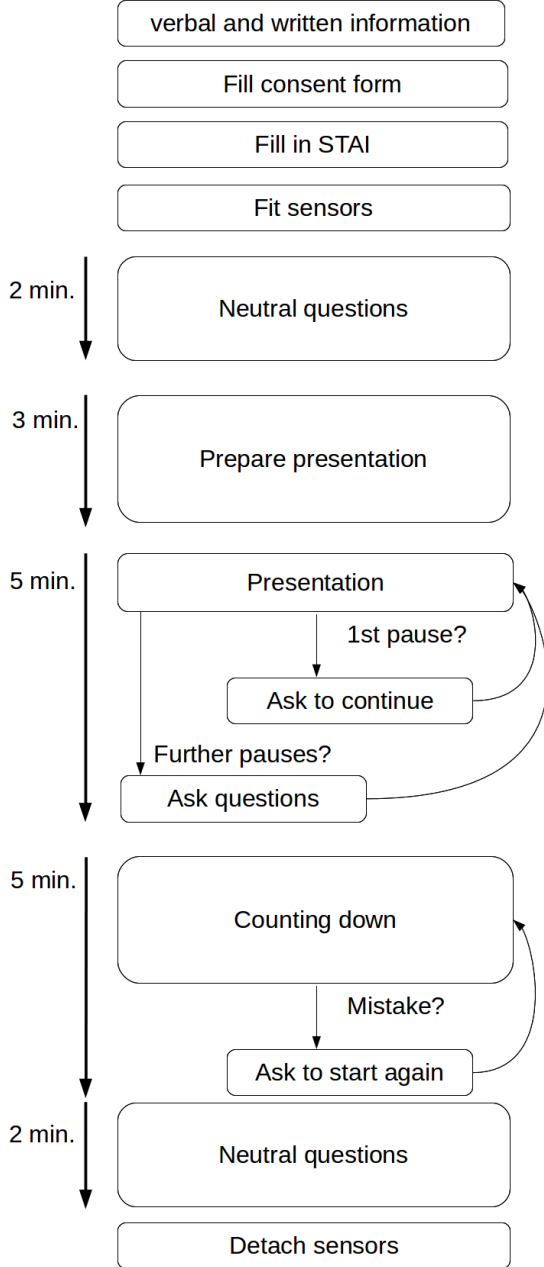 verbal and written information
Fill consent form
Fill in STAI
Fit sensors
2 min.
Neutral questions
3 min.
Prepare presentation
5 min.
Presentation
1st pause?
Ask to continue
Further pauses?
Ask questions
5 min.
Counting down
Mistake?
Ask to start again
2 min.
Neutral questions
Detach sensors